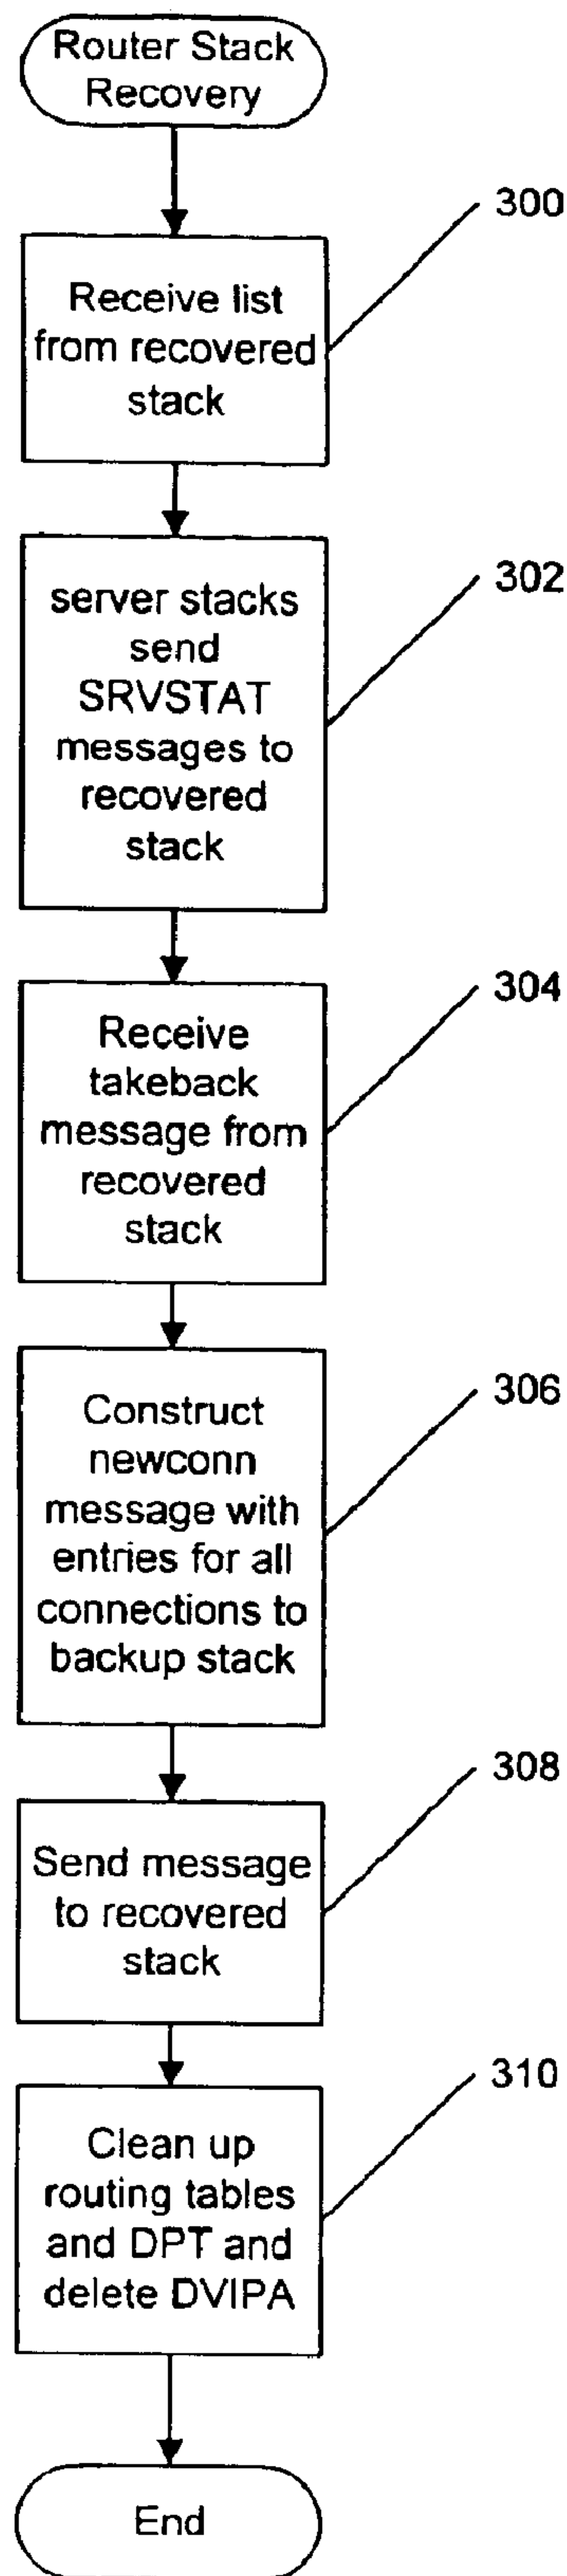 Router Stack
Recovery
300
Receive list
from recovered
stack
302
server stacks
send
SRVSTAT
messages to
recovered
stack
304
Receive
takeback
message from
recovered
stack
306
Construct
newconn
message with
entries for all
connections to
backup stack
308
Send message
to recovered
stack
310
Clean up
routing tables
and DPT and
delete DVIPA
End